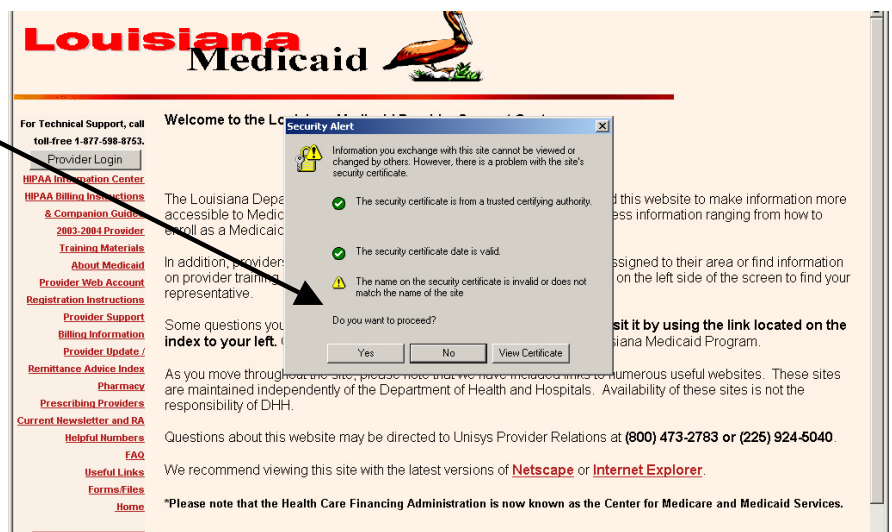 Louisiana
Medicaid
For Technical Support, call
toll-free 1-877-598-8753.
Provider Login
HIPAA Information Center
HIPAA Billing Instructions
& Companion Guides
2003-2004 Provider
Training Materials
About Medicaid
Provider Web Account
Registration Instructions
Provider Support
Billing Information
Provider Update /
Remittance Advice Index
Pharmacy
Prescribing Providers
Current Newsletter and RA
Helpful Numbers
FAQ
Useful Links
Forms/Files
Home
Welcome to the
Security Alert
Information you exchange with this site cannot be viewed or
changed by others. However, there is a problem with the site's
security certificate.
The security certificate is from a trusted certifying authority.
The security certificate date is valid.
The name on the security certificate is invalid or does not
match the name of the site
Do you want to proceed?
Yes No View Certificate
The Louisiana Depa d this website to make information more
accessible to Medic ess information ranging from how to
enroll as a Medicaid
In addition, providers ssigned to their area or find information
on provider training on the left side of the screen to find your
representative.
Some questions you sit it by using the link located on the
index to your left. siana Medicaid Program.
As you move throughout the site, please note that we have included links to numerous useful websites. These sites
are maintained independently of the Department of Health and Hospitals. Availability of these sites is not the
responsibility of DHH.
Questions about this website may be directed to Unisys Provider Relations at (800) 473-2783 or (225) 924-5040.
We recommend viewing this site with the latest versions of Netscape or Internet Explorer.
*Please note that the Health Care Financing Administration is now known as the Center for Medicare and Medicaid Services.